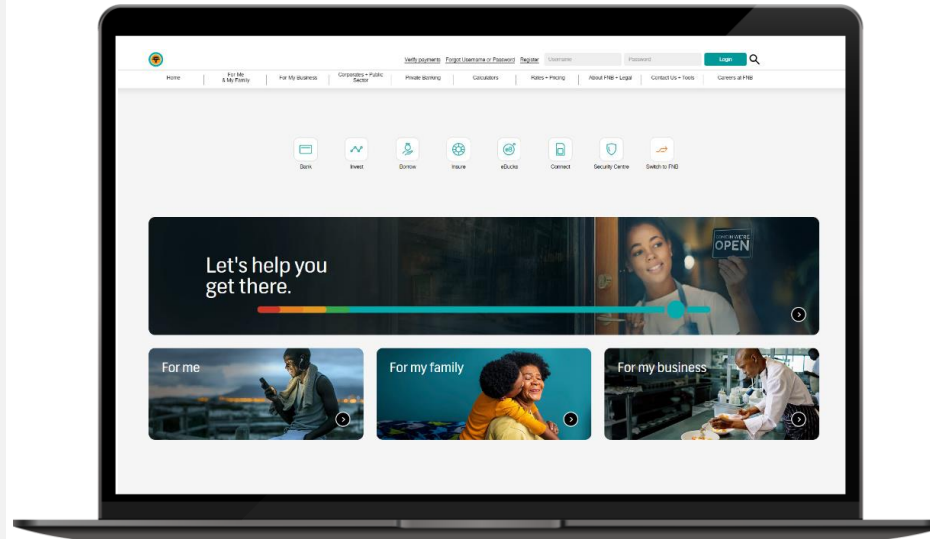 Verify payments Forgot Username or Password Register Username Password Login
Home
For Me
& My Family
For My Business
Corporates + Public
Sector
Private Banking
Calculators
Rates + Pricing
About FNB + Legal
Contact Us + Tools
Careers at FNB
Bank
Invest
Borrow
Insure
eBucks
Connect
Security Centre
Switch to FNB
Let's help you
get there.
OPEN
For me
For my family
For my business